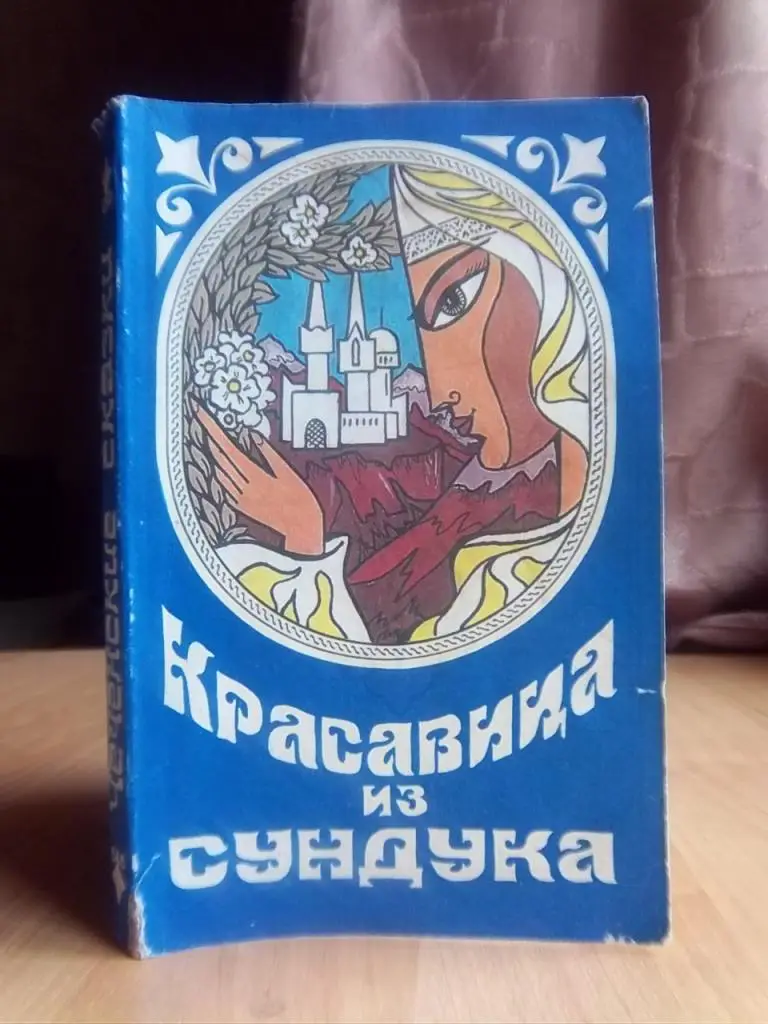 Красавица
из
сундука
Чеченские сказки